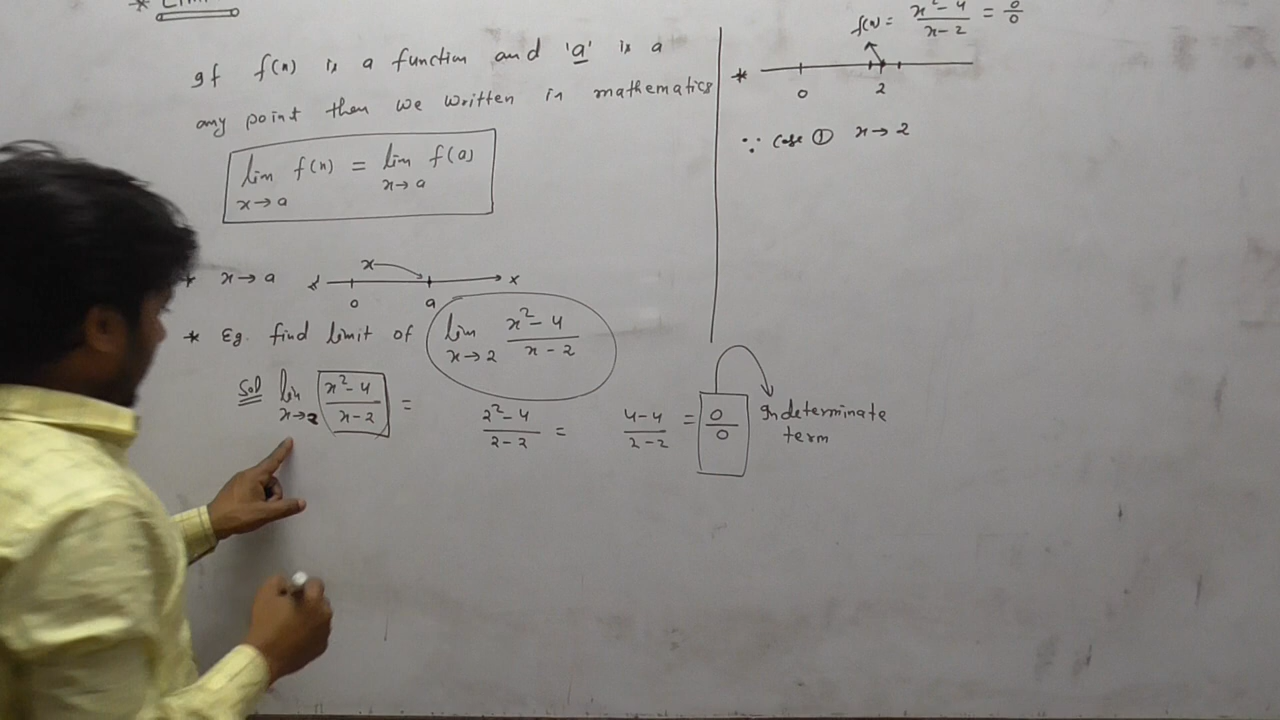 * Limi
If f(x) is a function and 'a' is a
any point then we written in mathematics
lim f(x) = lim f(a)
x→a x→a
* x→a
x
0 a x
* Eg. find limit of lim x²-4 / x-2
x→2
Sol lim x²-4 / x-2 = 2²-4 / 2-2 = 4-4 / 2-2 = 0/0 Indeterminate
x→2 term
f(x) = x²-4 / x-2 = 0/0
*
0 2
∵ case ① x→2